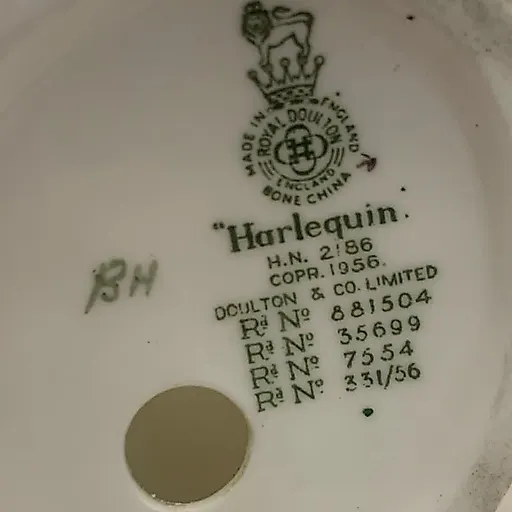 MADE IN ENGLAND
ROYAL DOULTON
ENGLAND
BONE CHINA
"Harlequin.
H.N. 2186
COPR. 1956.
DOULTON & CO. LIMITED
Rd No 881504
Rd No 35699
Rd No 7554
Rd No 331/56
BH